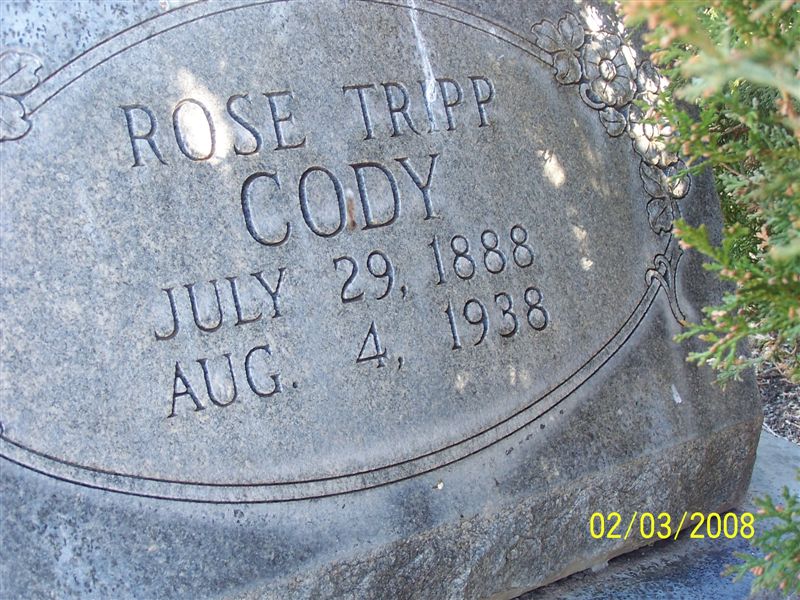 ROSE TRIPP
CODY
JULY 29, 1888
AUG. 4, 1938
02/03/2008